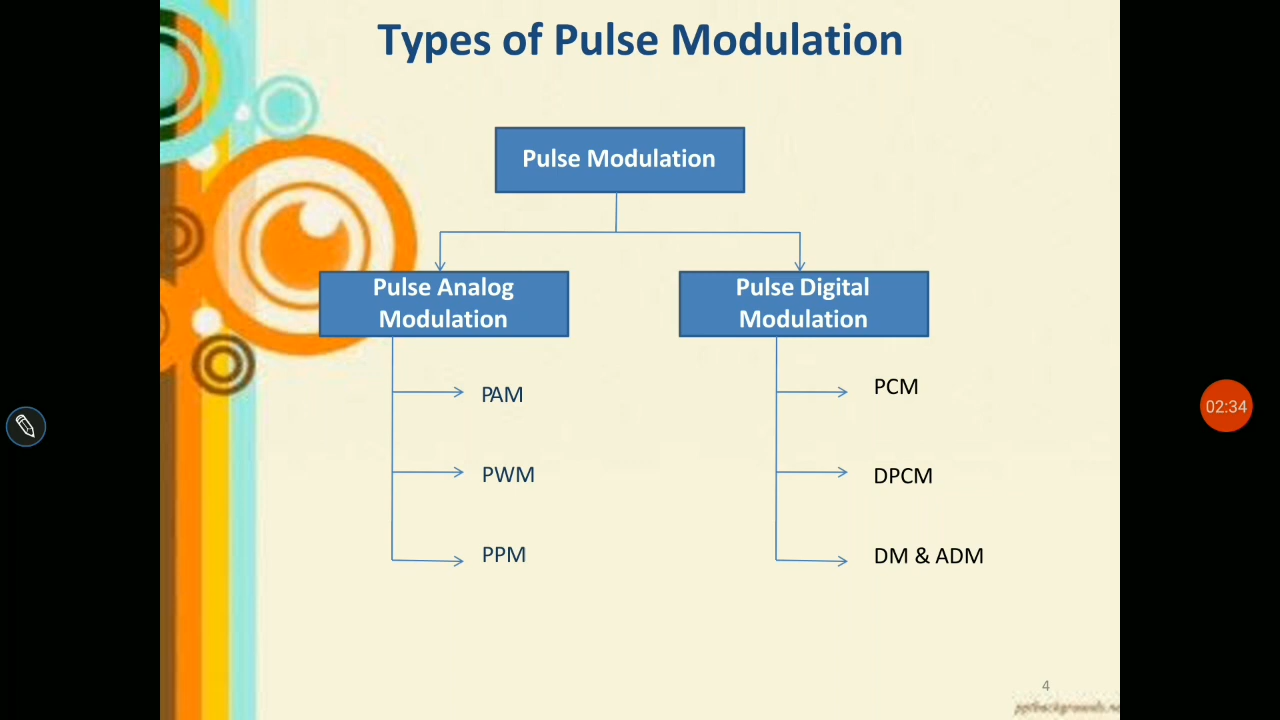 Types of Pulse Modulation
Pulse Modulation
Pulse Analog
Modulation
Pulse Digital
Modulation
PAM
PWM
PPM
PCM
DPCM
DM & ADM
02:34
4